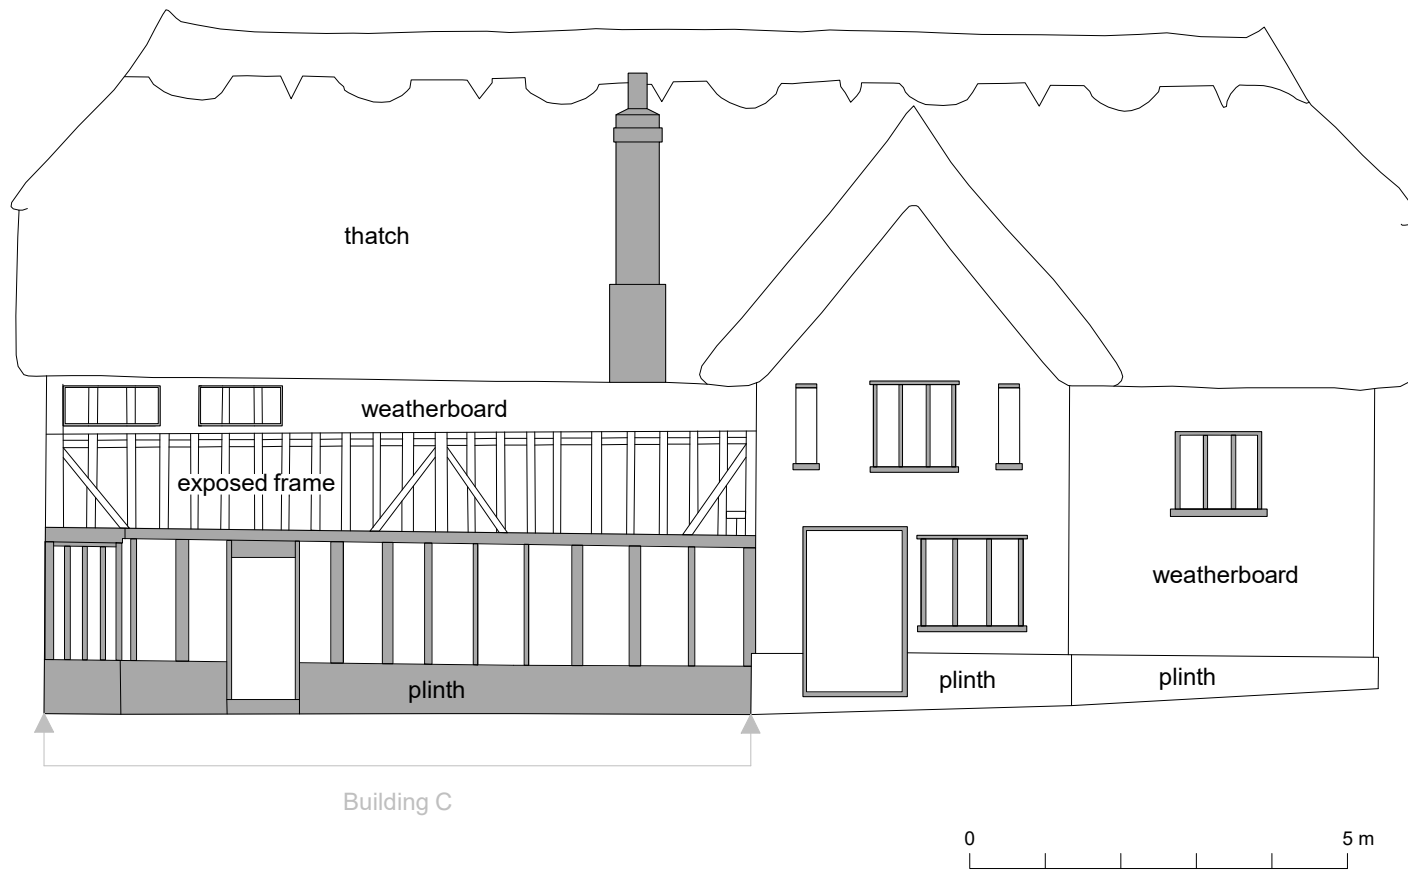 thatch
weatherboard
exposed frame
weatherboard
plinth
plinth
plinth
Building C
0 5 m